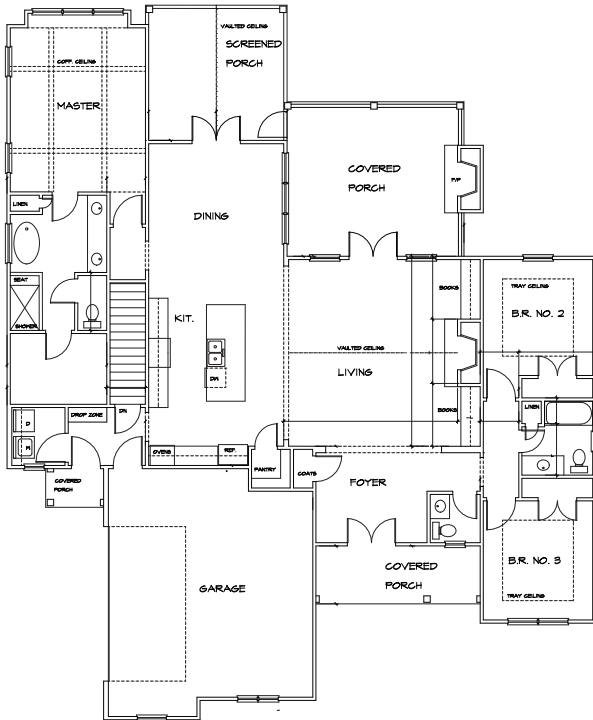 VAULTED CEILING
SCREENED
PORCH
COFF. CEILING
MASTER
COVERED
PORCH
F/P
LINEN
DINING
BOOKS
TRAY CEILING
SEAT
KIT.
B.R. NO. 2
SHOWER
VAULTED CEILING
LIVING
DW
BOOKS
LINEN
DROP ZONE
DN
D
W
OVENS
REF.
PANTRY
COATS
COVERED
PORCH
FOYER
B.R. NO. 3
COVERED
PORCH
GARAGE
TRAY CEILING